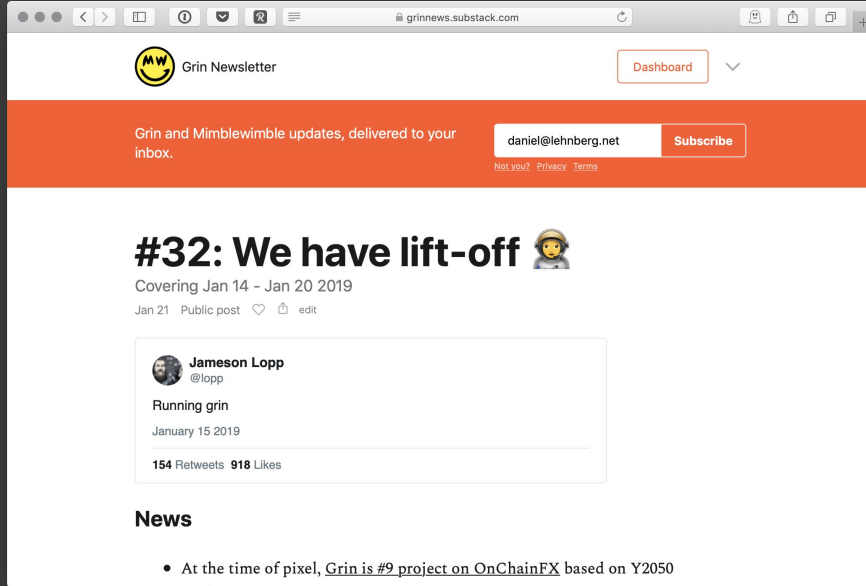 grinnews.substack.com
MW
Grin Newsletter
Dashboard
Grin and Mimblewimble updates, delivered to your
inbox.
daniel@lehnberg.net
Subscribe
Not you? Privacy Terms
#32: We have lift-off
Covering Jan 14 - Jan 20 2019
Jan 21 Public post edit
Jameson Lopp
@lopp
Running grin
January 15 2019
154 Retweets 918 Likes
News
• At the time of pixel, Grin is #9 project on OnChainFX based on Y2050